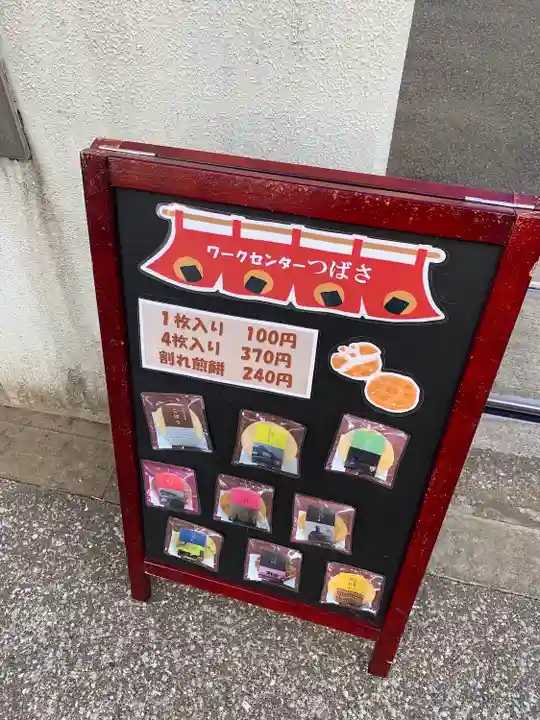 ワークセンターつばさ
1枚入り 100円
4枚入り 370円
割れ煎餅 240円